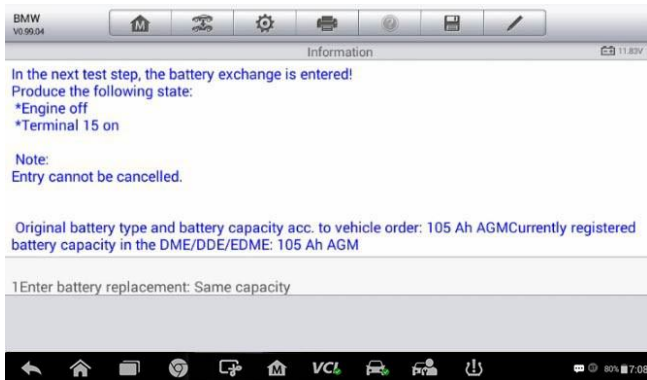 BMW
V0.99.04
Information
11.83V
In the next test step, the battery exchange is entered!
Produce the following state:
*Engine off
*Terminal 15 on
Note:
Entry cannot be cancelled.
Original battery type and battery capacity acc. to vehicle order: 105 Ah AGMCurrently registered
battery capacity in the DME/DDE/EDME: 105 Ah AGM
1Enter battery replacement: Same capacity
M
M
VCI
80% 7:08